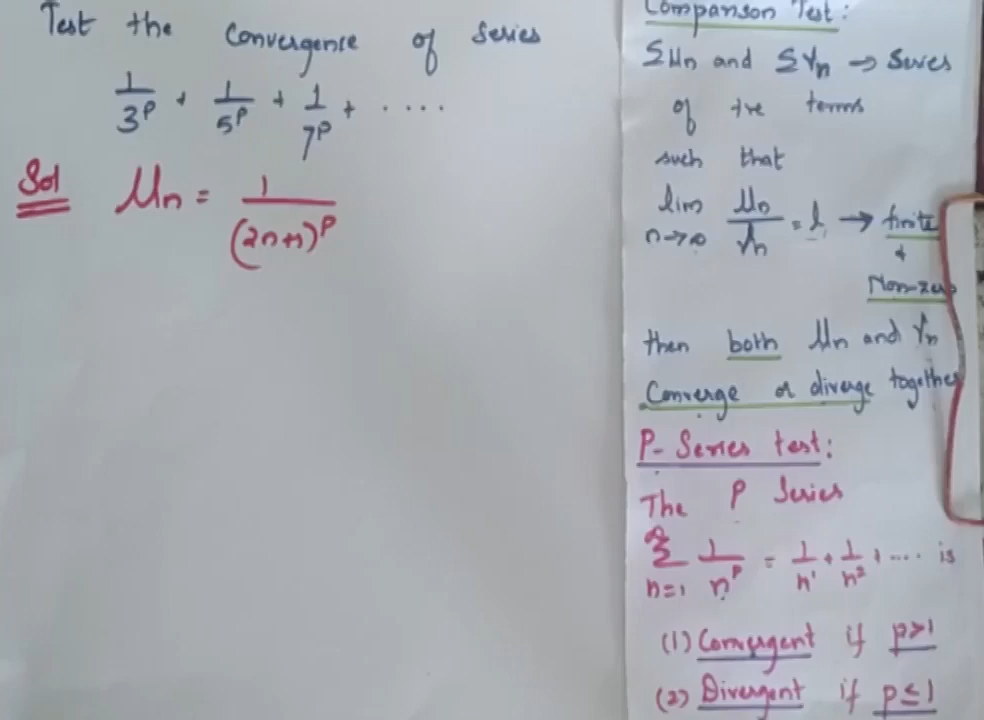 Test the Convergence of Series
1/3^p + 1/5^p + 1/7^p + ....
Sol Un = 1/(2n+1)^p
Comparison Test:
ΣUn and ΣVn → Series
of +ve terms
such that
lim n→∞ Un/Vn = l → finite
&
Non-zero
then both Un and Vn
Converge or diverge together
P-Series test:
The P Series
∞ Σ n=1 1/n^p = 1/n^1 + 1/n^2 + .... is
(1) Convergent if p>1
(2) Divergent if p≤1